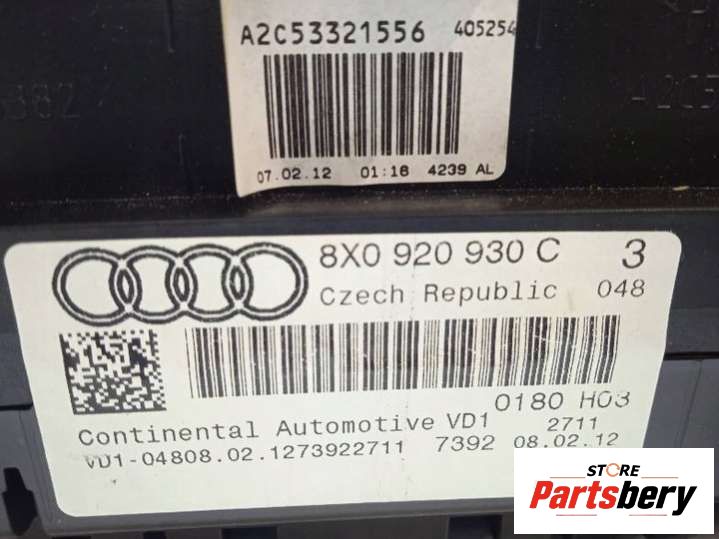 A2C53321556 405254
07.02.12 01:16 4239 AL
8X0 920 930 C 3
Czech Republic 048
0180 H03
Continental Automotive VD1 2711
VD1-04808.02.1273922711 7392 08.02.12
STORE
Partsbery